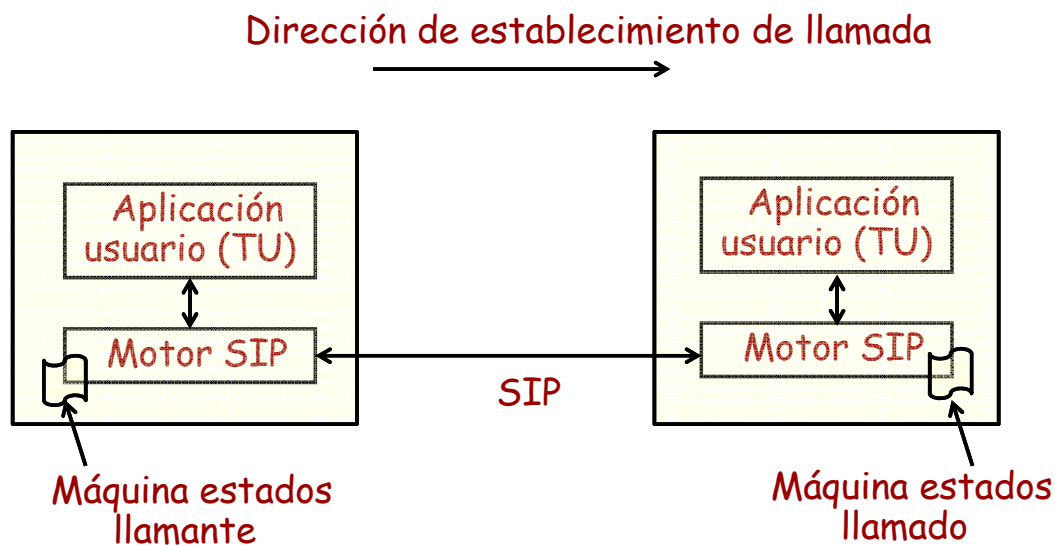 Dirección de establecimiento de llamada
Aplicación
usuario (TU)
Motor SIP
SIP
Aplicación
usuario (TU)
Motor SIP
Máquina estados
llamante
Máquina estados
llamado